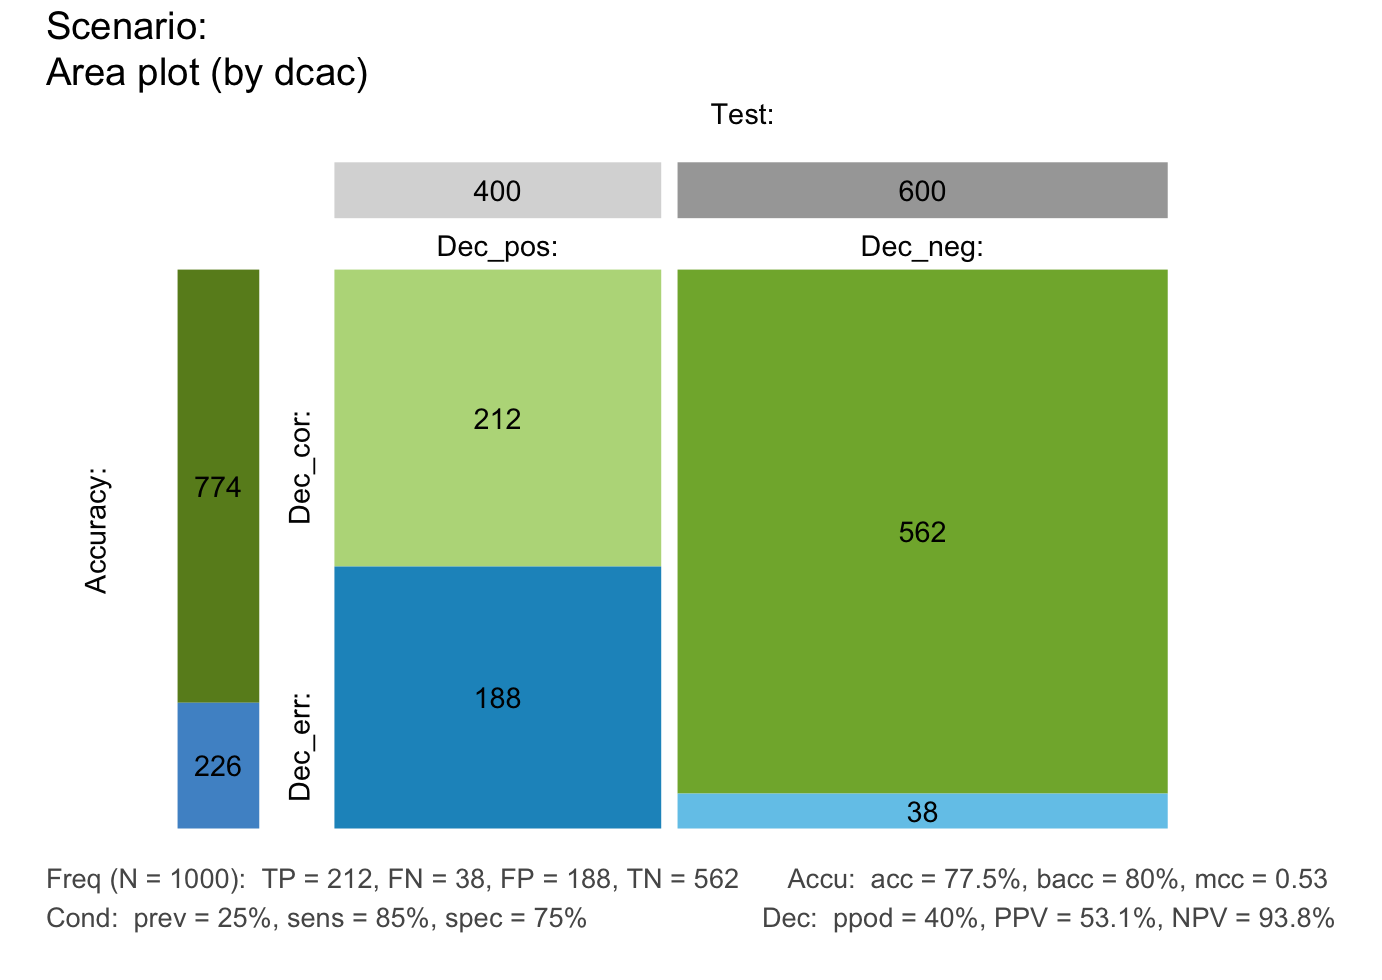 Scenario:
Area plot (by dcac)
Test:
400
600
Dec_pos:
Dec_neg:
Accuracy:
774
226
Dec_cor:
Dec_err:
212
188
562
38
Freq (N = 1000):  TP = 212, FN = 38, FP = 188, TN = 562
Accu:  acc = 77.5%, bacc = 80%, mcc = 0.53
Cond:  prev = 25%, sens = 85%, spec = 75%
Dec:  ppod = 40%, PPV = 53.1%, NPV = 93.8%